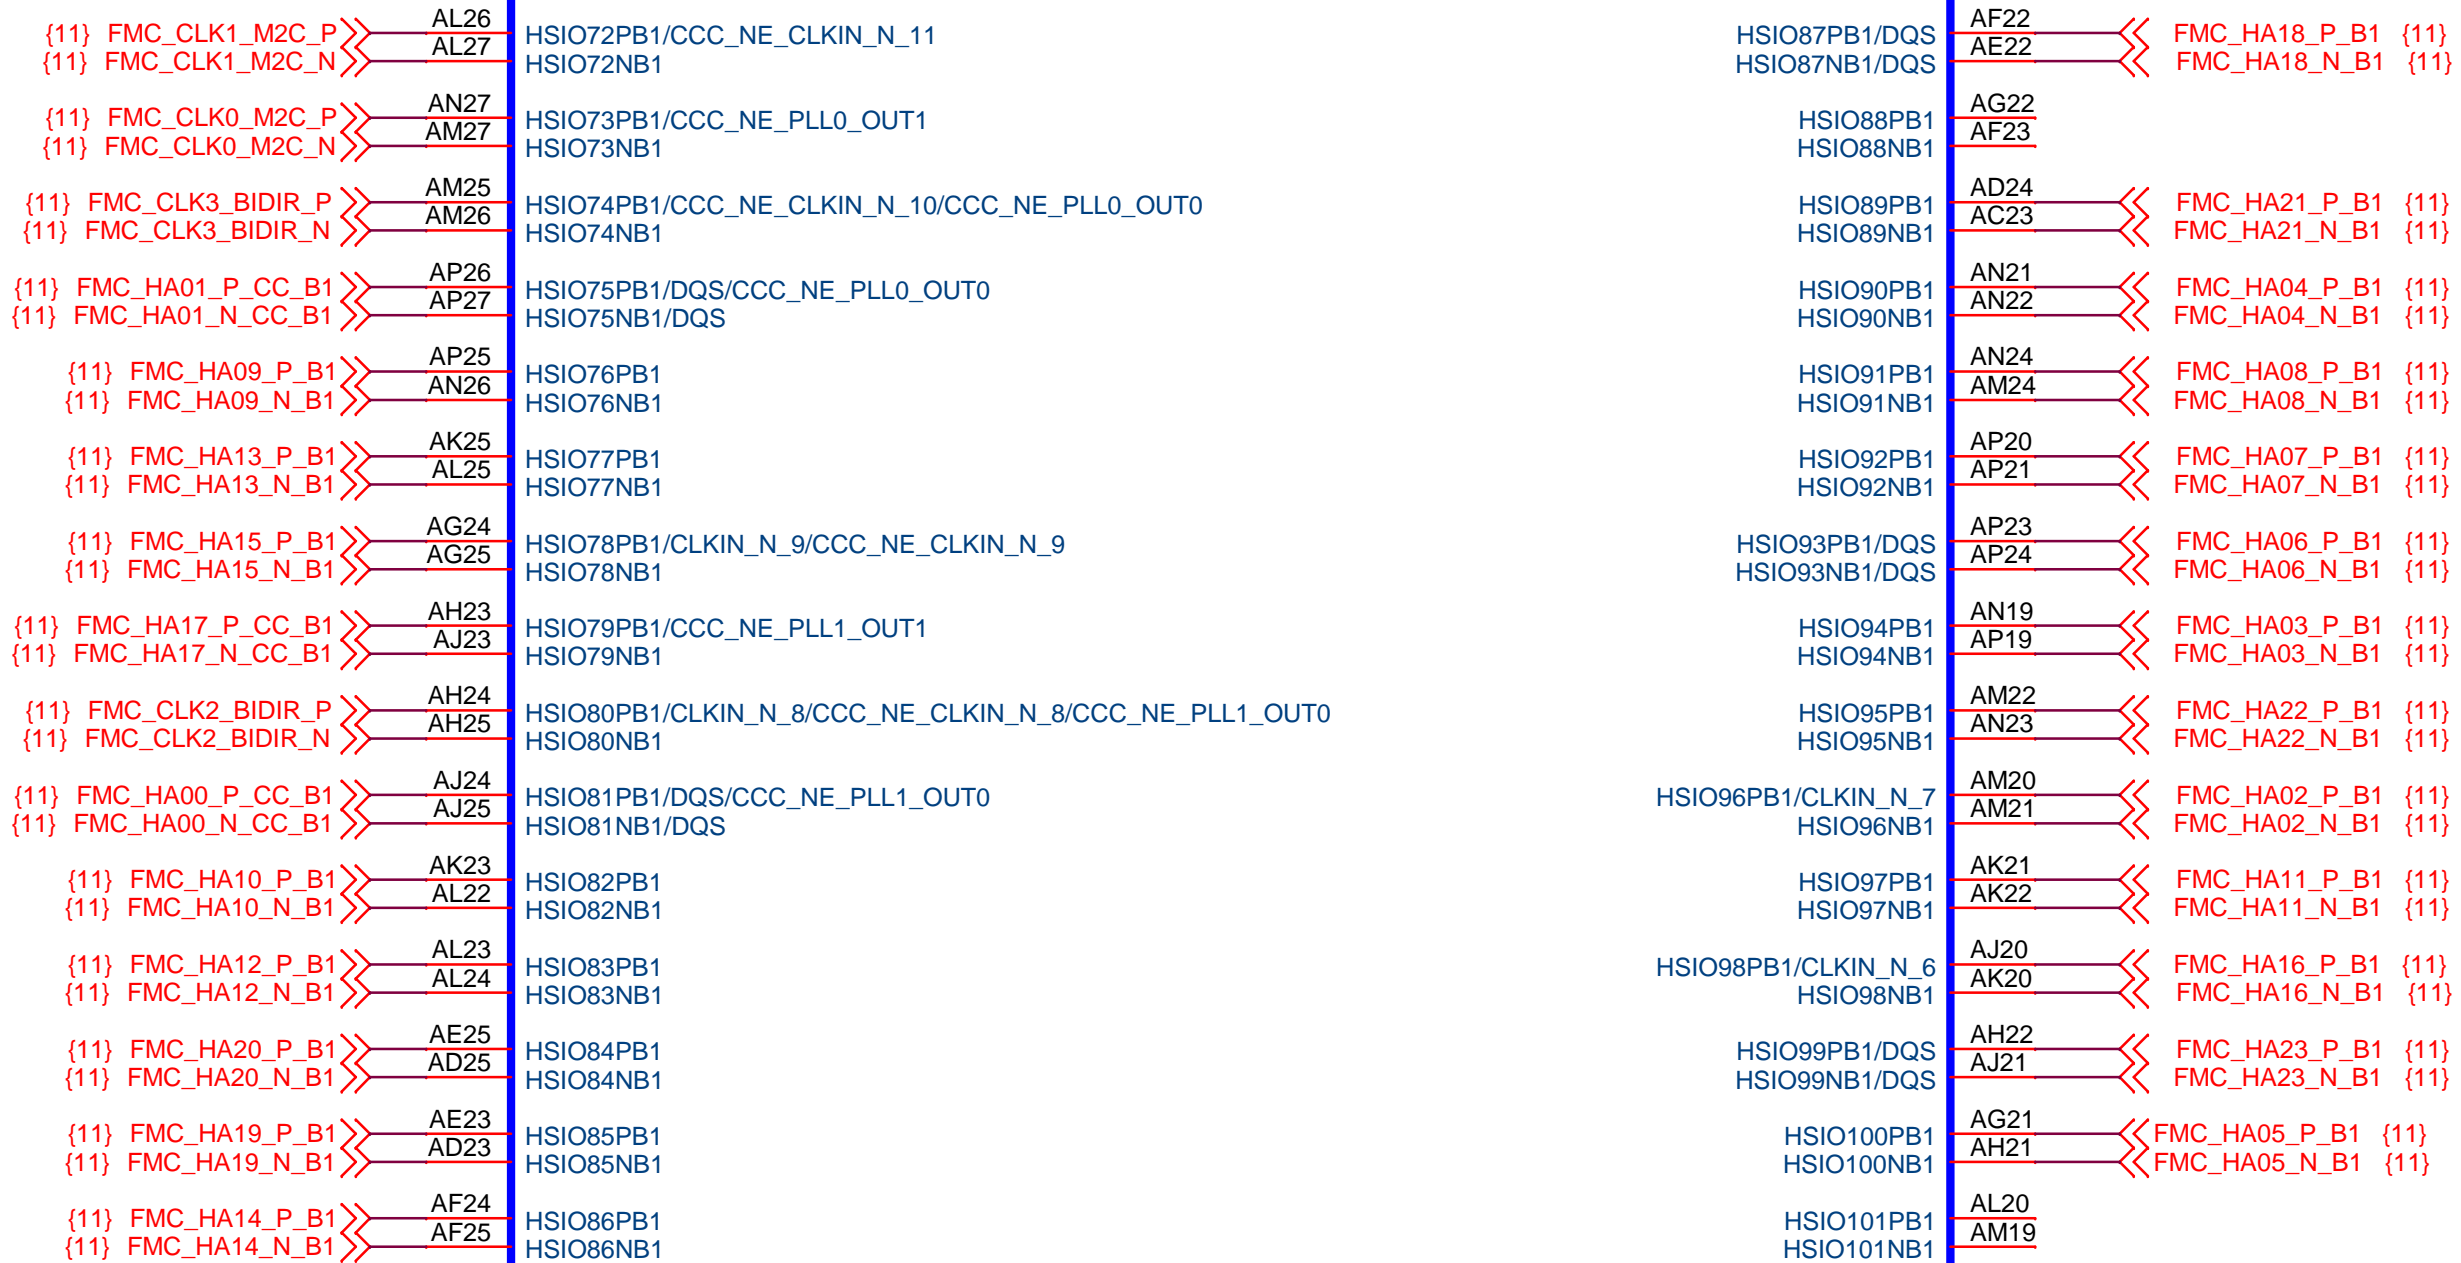 {11} FMC_CLK1_M2C_P AL26 HSIO72PB1/CCC_NE_CLKIN_N_11
{11} FMC_CLK1_M2C_N AL27 HSIO72NB1
{11} FMC_CLK0_M2C_P AN27 HSIO73PB1/CCC_NE_PLL0_OUT1
{11} FMC_CLK0_M2C_N AM27 HSIO73NB1
{11} FMC_CLK3_BIDIR_P AM25 HSIO74PB1/CCC_NE_CLKIN_N_10/CCC_NE_PLL0_OUT0
{11} FMC_CLK3_BIDIR_N AM26 HSIO74NB1
{11} FMC_HA01_P_CC_B1 AP26 HSIO75PB1/DQS/CCC_NE_PLL0_OUT0
{11} FMC_HA01_N_CC_B1 AP27 HSIO75NB1/DQS
{11} FMC_HA09_P_B1 AP25 HSIO76PB1
{11} FMC_HA09_N_B1 AN26 HSIO76NB1
{11} FMC_HA13_P_B1 AK25 HSIO77PB1
{11} FMC_HA13_N_B1 AL25 HSIO77NB1
{11} FMC_HA15_P_B1 AG24 HSIO78PB1/CLKIN_N_9/CCC_NE_CLKIN_N_9
{11} FMC_HA15_N_B1 AG25 HSIO78NB1
{11} FMC_HA17_P_CC_B1 AH23 HSIO79PB1/CCC_NE_PLL1_OUT1
{11} FMC_HA17_N_CC_B1 AJ23 HSIO79NB1
{11} FMC_CLK2_BIDIR_P AH24 HSIO80PB1/CLKIN_N_8/CCC_NE_CLKIN_N_8/CCC_NE_PLL1_OUT0
{11} FMC_CLK2_BIDIR_N AH25 HSIO80NB1
{11} FMC_HA00_P_CC_B1 AJ24 HSIO81PB1/DQS/CCC_NE_PLL1_OUT0
{11} FMC_HA00_N_CC_B1 AJ25 HSIO81NB1/DQS
{11} FMC_HA10_P_B1 AK23 HSIO82PB1
{11} FMC_HA10_N_B1 AL22 HSIO82NB1
{11} FMC_HA12_P_B1 AL23 HSIO83PB1
{11} FMC_HA12_N_B1 AL24 HSIO83NB1
{11} FMC_HA20_P_B1 AE25 HSIO84PB1
{11} FMC_HA20_N_B1 AD25 HSIO84NB1
{11} FMC_HA19_P_B1 AE23 HSIO85PB1
{11} FMC_HA19_N_B1 AD23 HSIO85NB1
{11} FMC_HA14_P_B1 AF24 HSIO86PB1
{11} FMC_HA14_N_B1 AF25 HSIO86NB1
HSIO87PB1/DQS AF22 FMC_HA18_P_B1 {11}
HSIO87NB1/DQS AE22 FMC_HA18_N_B1 {11}
HSIO88PB1 AG22
HSIO88NB1 AF23
HSIO89PB1 AD24 FMC_HA21_P_B1 {11}
HSIO89NB1 AC23 FMC_HA21_N_B1 {11}
HSIO90PB1 AN21 FMC_HA04_P_B1 {11}
HSIO90NB1 AN22 FMC_HA04_N_B1 {11}
HSIO91PB1 AN24 FMC_HA08_P_B1 {11}
HSIO91NB1 AM24 FMC_HA08_N_B1 {11}
HSIO92PB1 AP20 FMC_HA07_P_B1 {11}
HSIO92NB1 AP21 FMC_HA07_N_B1 {11}
HSIO93PB1/DQS AP23 FMC_HA06_P_B1 {11}
HSIO93NB1/DQS AP24 FMC_HA06_N_B1 {11}
HSIO94PB1 AN19 FMC_HA03_P_B1 {11}
HSIO94NB1 AP19 FMC_HA03_N_B1 {11}
HSIO95PB1 AM22 FMC_HA22_P_B1 {11}
HSIO95NB1 AN23 FMC_HA22_N_B1 {11}
HSIO96PB1/CLKIN_N_7 AM20 FMC_HA02_P_B1 {11}
HSIO96NB1 AM21 FMC_HA02_N_B1 {11}
HSIO97PB1 AK21 FMC_HA11_P_B1 {11}
HSIO97NB1 AK22 FMC_HA11_N_B1 {11}
HSIO98PB1/CLKIN_N_6 AJ20 FMC_HA16_P_B1 {11}
HSIO98NB1 AK20 FMC_HA16_N_B1 {11}
HSIO99PB1/DQS AH22 FMC_HA23_P_B1 {11}
HSIO99NB1/DQS AJ21 FMC_HA23_N_B1 {11}
HSIO100PB1 AG21 FMC_HA05_P_B1 {11}
HSIO100NB1 AH21 FMC_HA05_N_B1 {11}
HSIO101PB1 AL20
HSIO101NB1 AM19